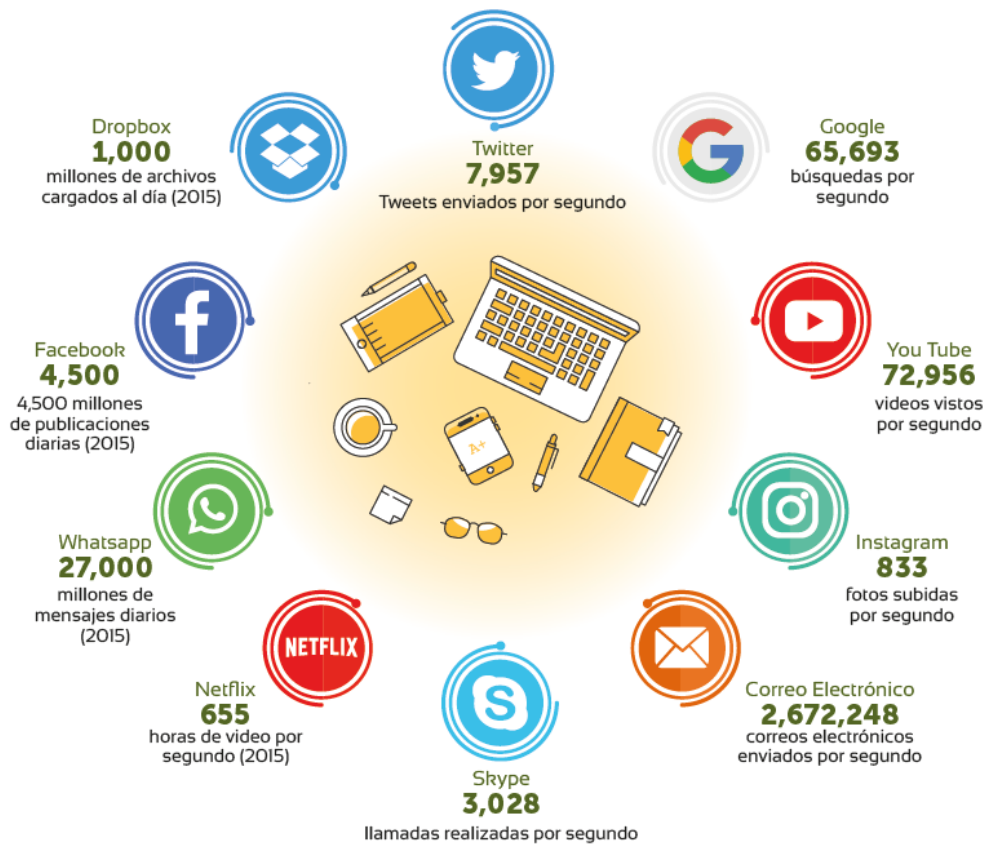 Twitter
7,957
Tweets enviados por segundo
Dropbox
1,000
millones de archivos
cargados al día (2015)
Google
65,693
búsquedas por
segundo
Facebook
4,500
4,500 millones
de publicaciones
diarias (2015)
You Tube
72,956
videos vistos
por segundo
A+
Whatsapp
27,000
millones de
mensajes diarios
(2015)
Instagram
833
fotos subidas
por segundo
NETFLIX
Netflix
655
horas de video por
segundo (2015)
Correo Electrónico
2,672,248
correos electrónicos
enviados por segundo
S
Skype
3,028
llamadas realizadas por segundo